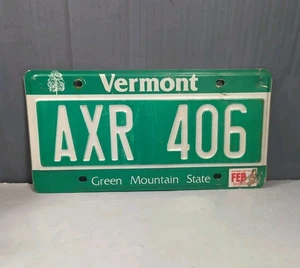 Vermont
AXR 406
Green Mountain State
FEB